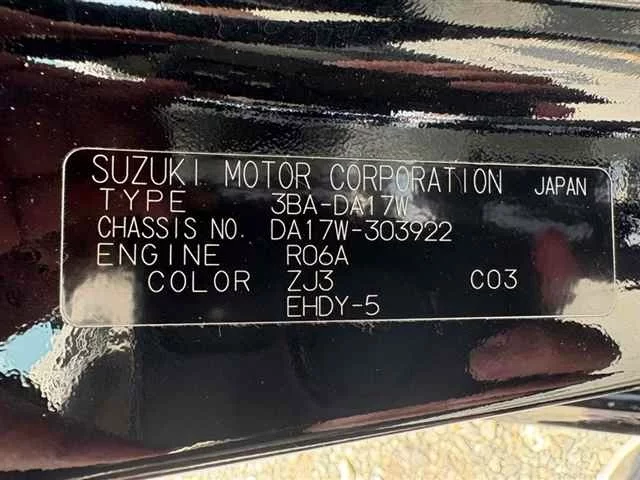 SUZUKI MOTOR CORPORATION JAPAN
TYPE 3BA-DA17W
CHASSIS NO. DA17W-303922
ENGINE R06A
COLOR ZJ3 C03
EHDY-5